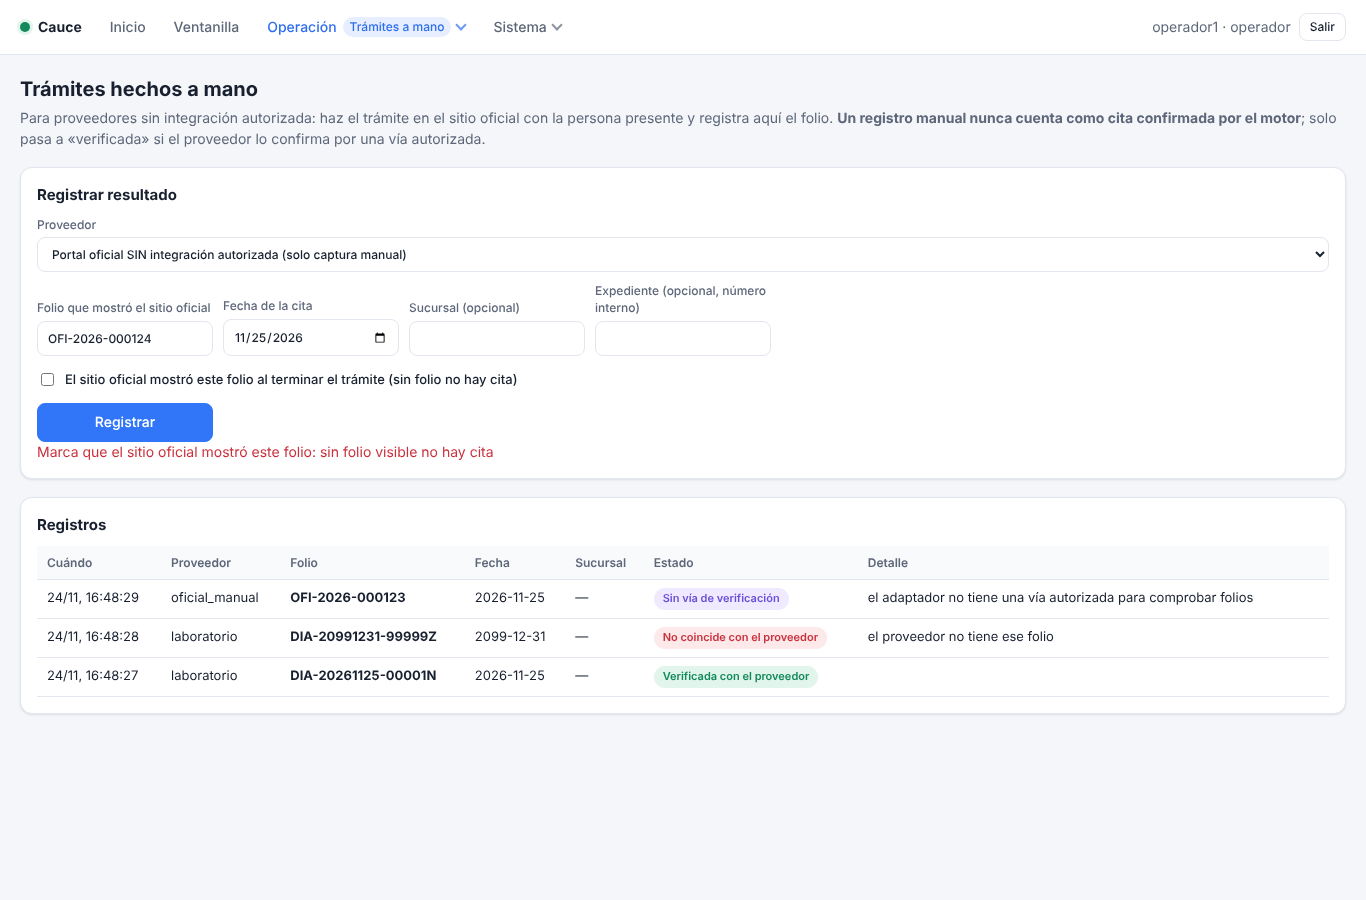 Cauce Inicio Ventanilla Operación Trámites a mano Sistema operador1 · operador Salir
Trámites hechos a mano
Para proveedores sin integración autorizada: haz el trámite en el sitio oficial con la persona presente y registra aquí el folio. Un registro manual nunca cuenta como cita confirmada por el motor; solo
pasa a «verificada» si el proveedor lo confirma por una vía autorizada.
Registrar resultado
Proveedor
Portal oficial SIN integración autorizada (solo captura manual)
Folio que mostró el sitio oficial
OFI-2026-000124
Fecha de la cita
11/25/2026
Sucursal (opcional)
Expediente (opcional, número
interno)
El sitio oficial mostró este folio al terminar el trámite (sin folio no hay cita)
Registrar
Marca que el sitio oficial mostró este folio: sin folio visible no hay cita
Registros
Cuándo Proveedor Folio Fecha Sucursal Estado Detalle
24/11, 16:48:29 oficial_manual OFI-2026-000123 2026-11-25 — Sin vía de verificación el adaptador no tiene una vía autorizada para comprobar folios
24/11, 16:48:28 laboratorio DIA-20991231-99999Z 2099-12-31 — No coincide con el proveedor el proveedor no tiene ese folio
24/11, 16:48:27 laboratorio DIA-20261125-00001N 2026-11-25 — Verificada con el proveedor